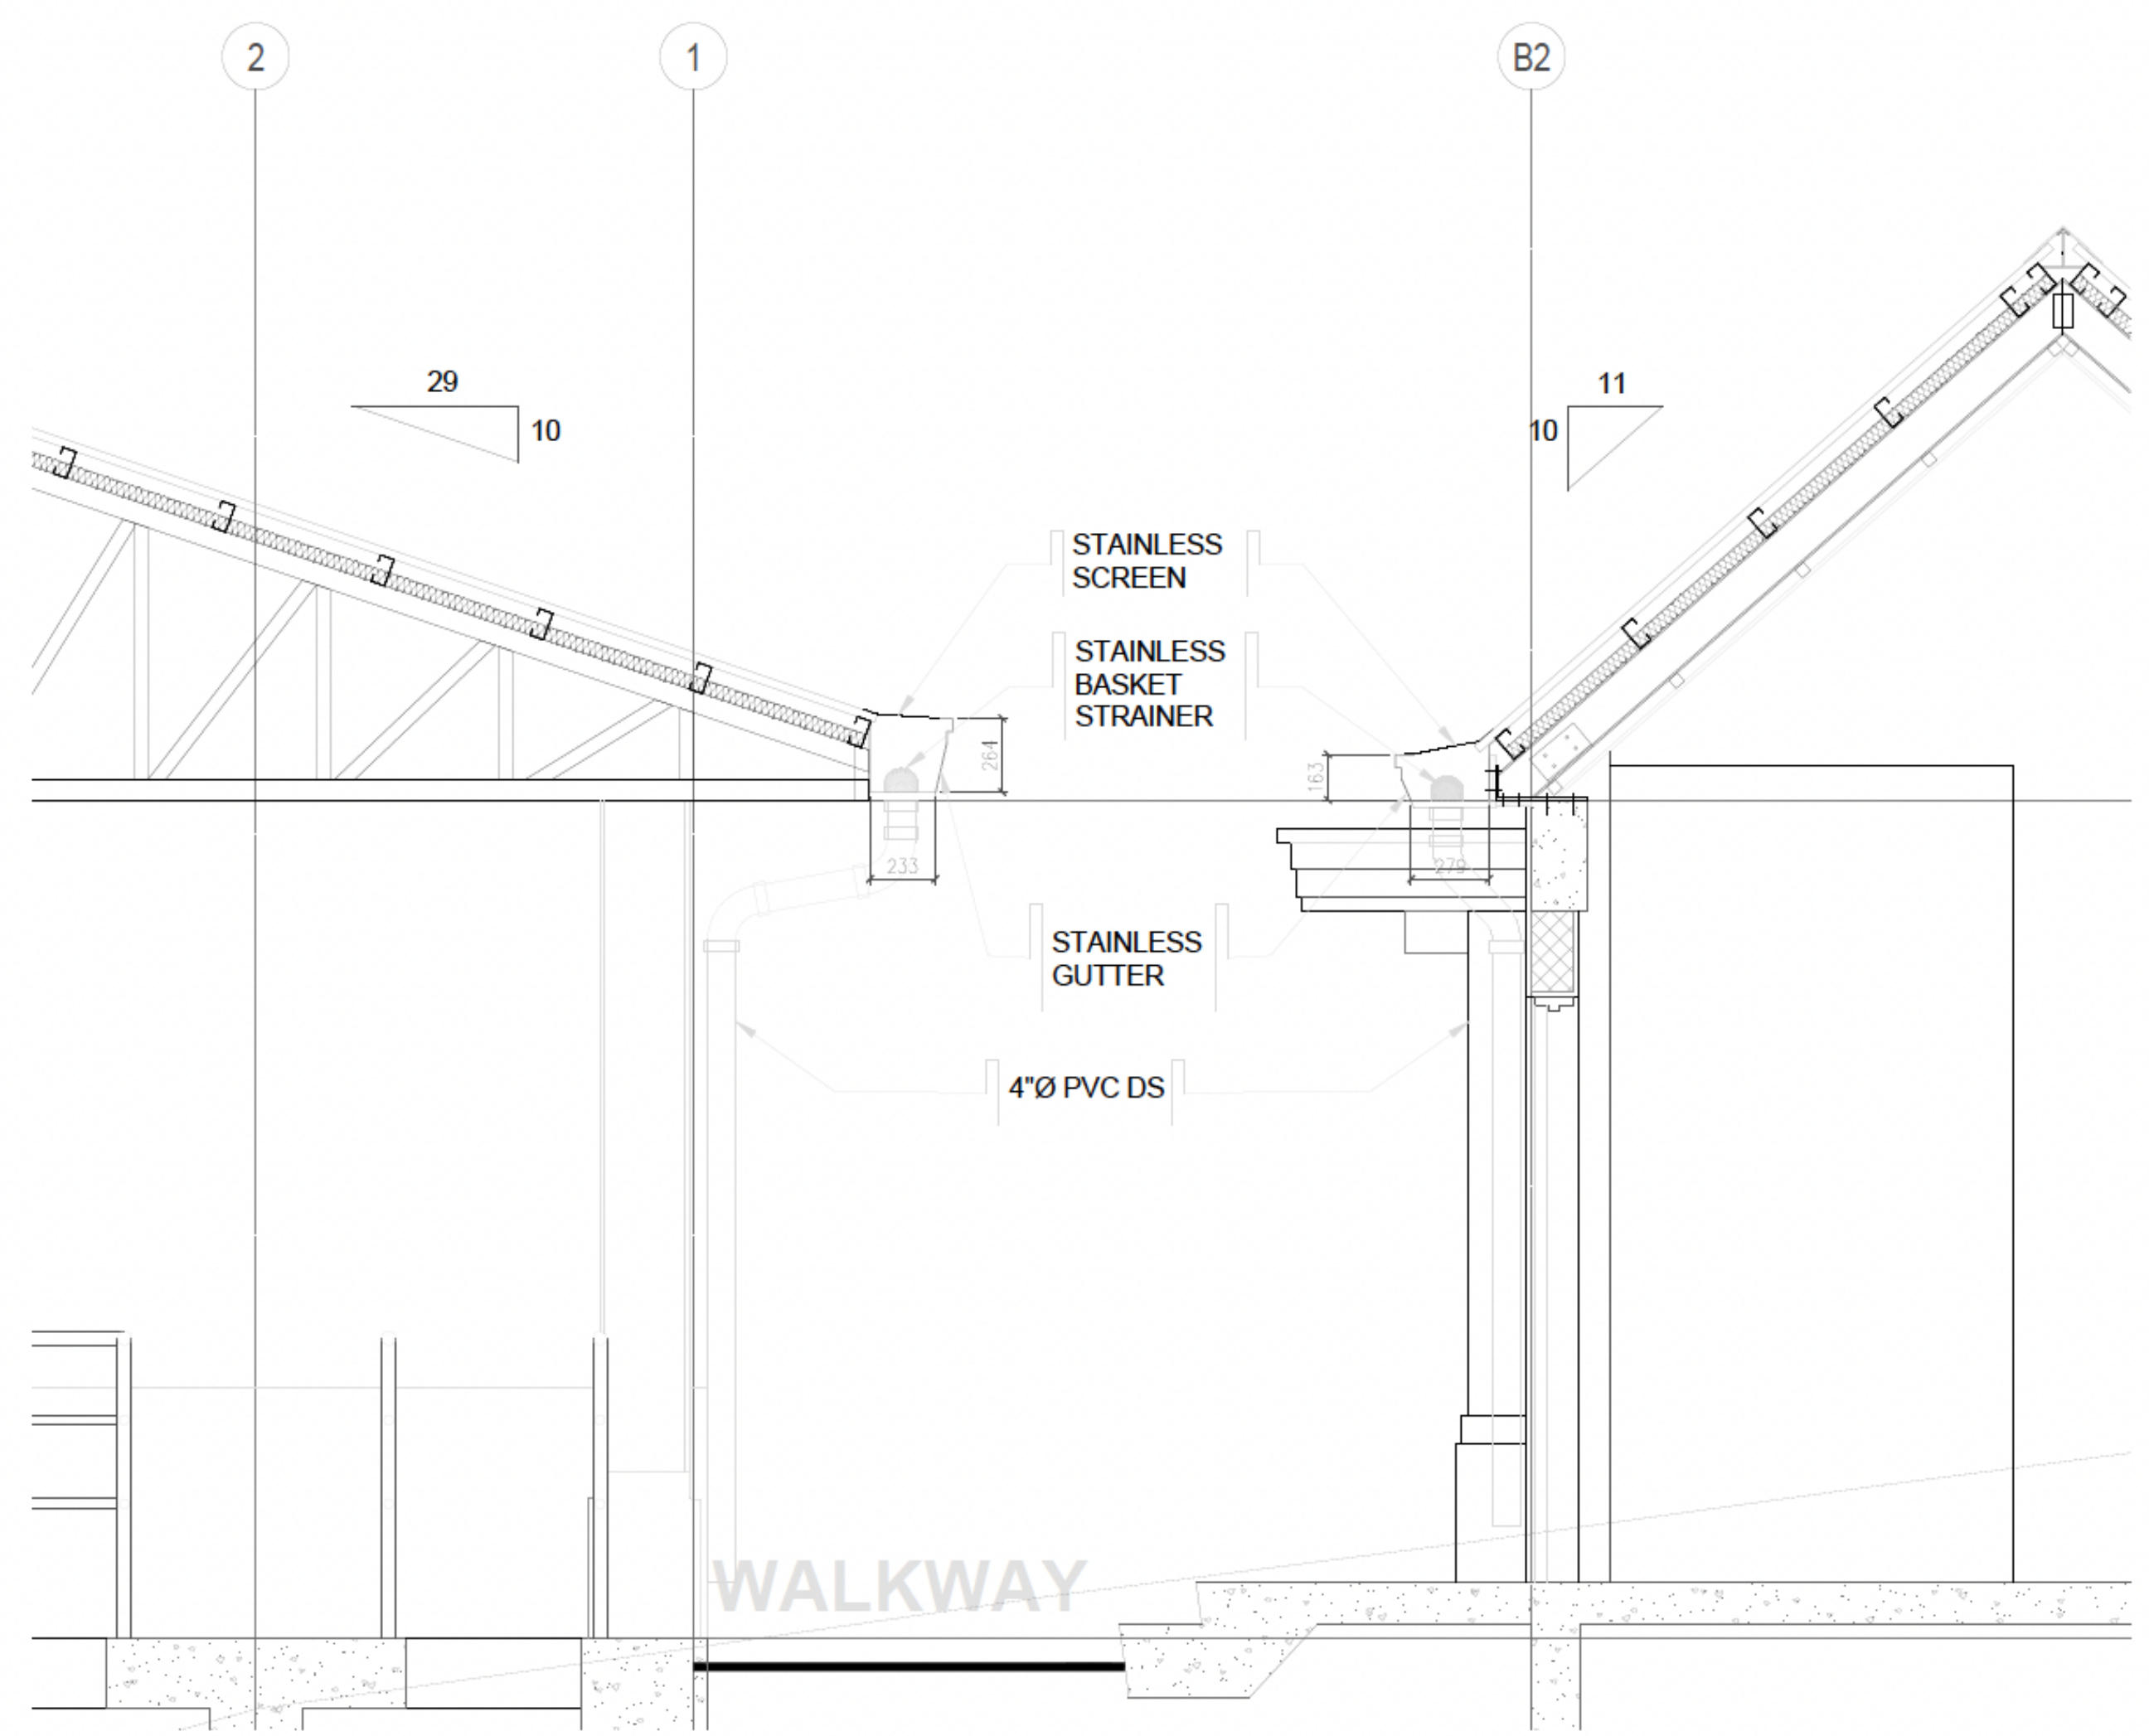 2
1
B2
29
10
11
10
STAINLESS
SCREEN
STAINLESS
BASKET
STRAINER
264
163
233
279
STAINLESS
GUTTER
4"Ø PVC DS
WALKWAY